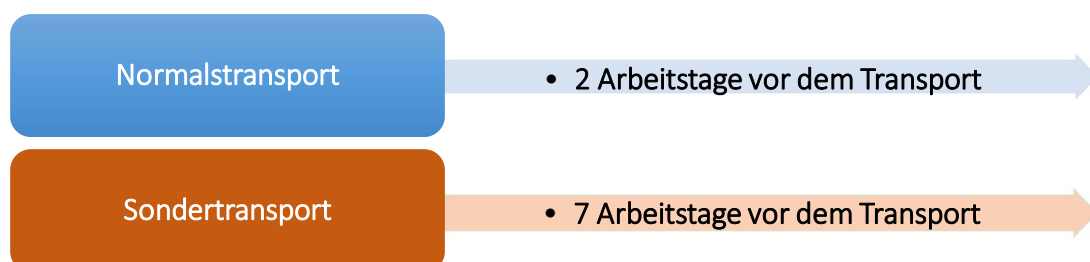 Normalstransport
• 2 Arbeitstage vor dem Transport
Sondertransport
• 7 Arbeitstage vor dem Transport